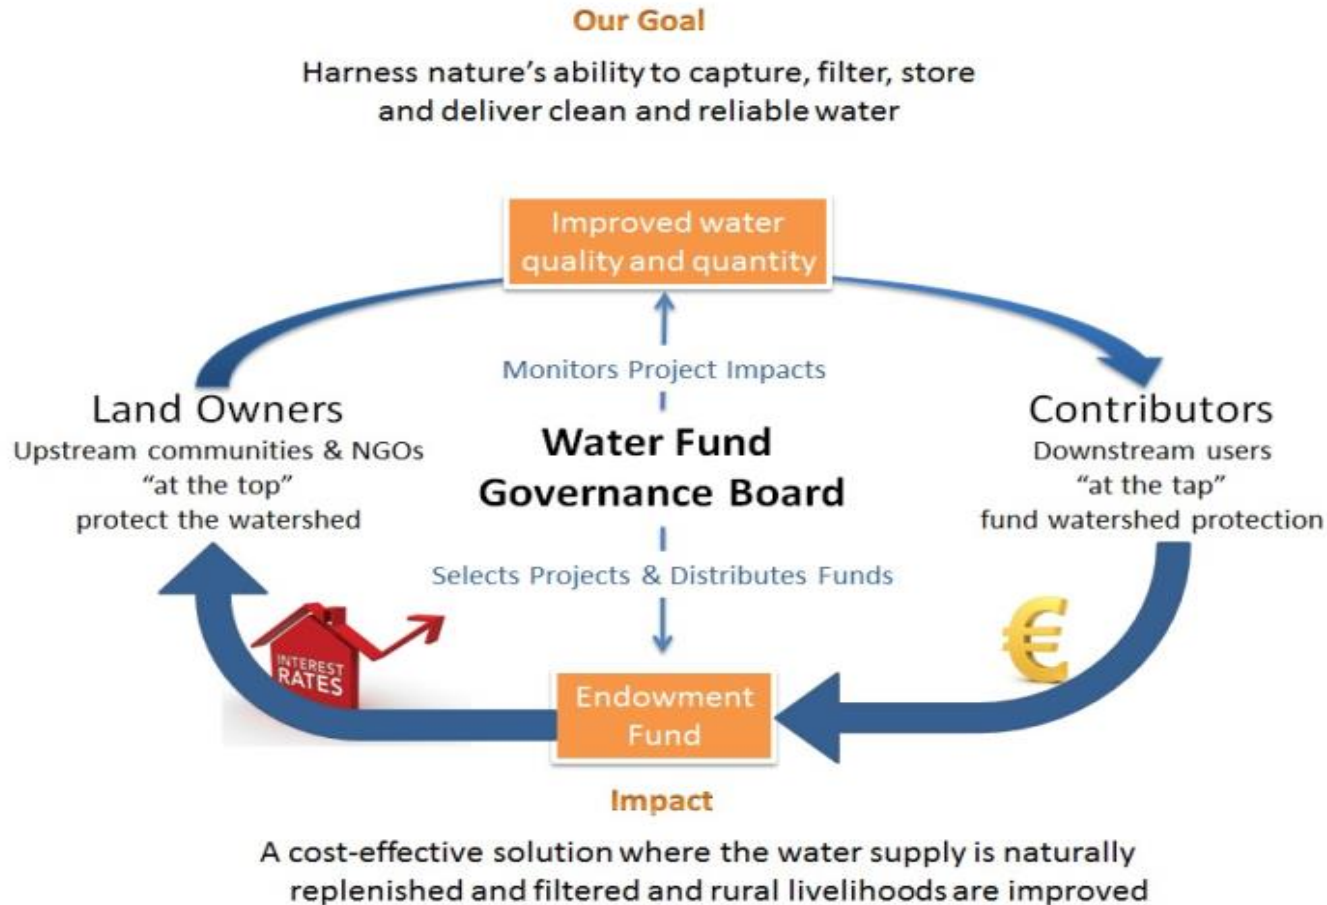 Our Goal
Harness nature's ability to capture, filter, store
and deliver clean and reliable water
Improved water
quality and quantity
Monitors Project Impacts
Land Owners
Upstream communities & NGOs
“at the top”
protect the watershed
Water Fund
Governance Board
Contributors
Downstream users
“at the tap”
fund watershed protection
Selects Projects & Distributes Funds
INTEREST
RATES
€
Endowment
Fund
Impact
A cost-effective solution where the water supply is naturally
replenished and filtered and rural livelihoods are improved